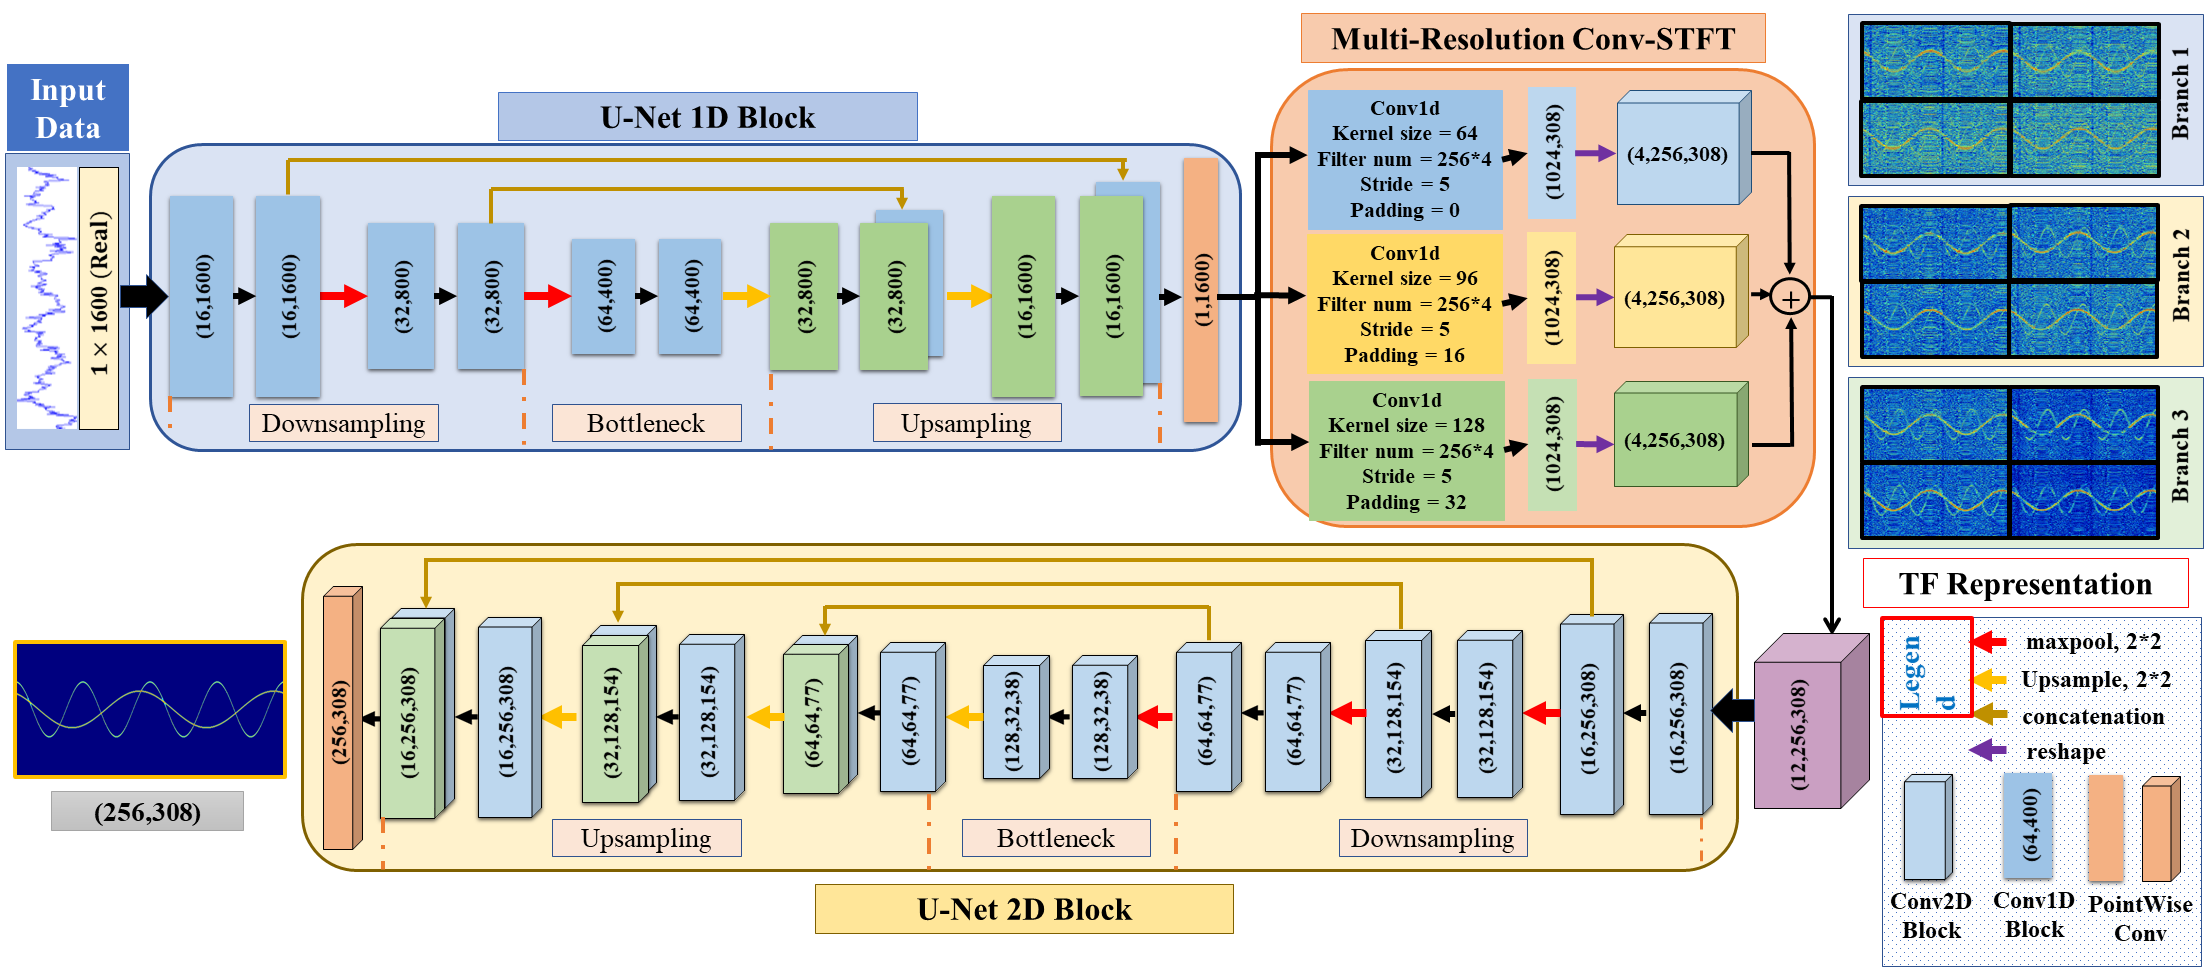 Input
Data
1 × 1600 (Real)
U-Net 1D Block
(16,1600)
(16,1600)
(32,800)
(32,800)
(64,400)
(64,400)
(32,800)
(32,800)
(16,1600)
(16,1600)
(1,1600)
Downsampling
Bottleneck
Upsampling
Multi-Resolution Conv-STFT
Conv1d
Kernel size = 64
Filter num = 256*4
Stride = 5
Padding = 0
(1024,308)
(4,256,308)
Conv1d
Kernel size = 96
Filter num = 256*4
Stride = 5
Padding = 16
(1024,308)
(4,256,308)
Conv1d
Kernel size = 128
Filter num = 256*4
Stride = 5
Padding = 32
(1024,308)
(4,256,308)
+
Branch 1
Branch 2
Branch 3
TF Representation
(12,256,308)
(16,256,308)
(16,256,308)
(32,128,154)
(32,128,154)
(64,64,77)
(64,64,77)
(128,32,38)
(128,32,38)
(64,64,77)
(64,64,77)
(32,128,154)
(32,128,154)
(16,256,308)
(16,256,308)
(256,308)
Upsampling
Bottleneck
Downsampling
U-Net 2D Block
(256,308)
Legen
d
maxpool, 2*2
Upsample, 2*2
concatenation
reshape
(64,400)
Conv2D
Block
Conv1D
Block
PointWise
Conv